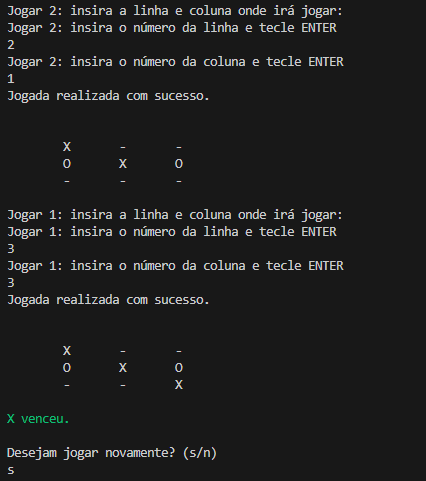 Jogar 2: insira a linha e coluna onde irá jogar:
Jogar 2: insira o número da linha e tecle ENTER
2
Jogar 2: insira o número da coluna e tecle ENTER
1
Jogada realizada com sucesso.
X - -
O X O
- - -
Jogar 1: insira a linha e coluna onde irá jogar:
Jogar 1: insira o número da linha e tecle ENTER
3
Jogar 1: insira o número da coluna e tecle ENTER
3
Jogada realizada com sucesso.
X - -
O X O
- - X
X venceu.
Desejam jogar novamente? (s/n)
s